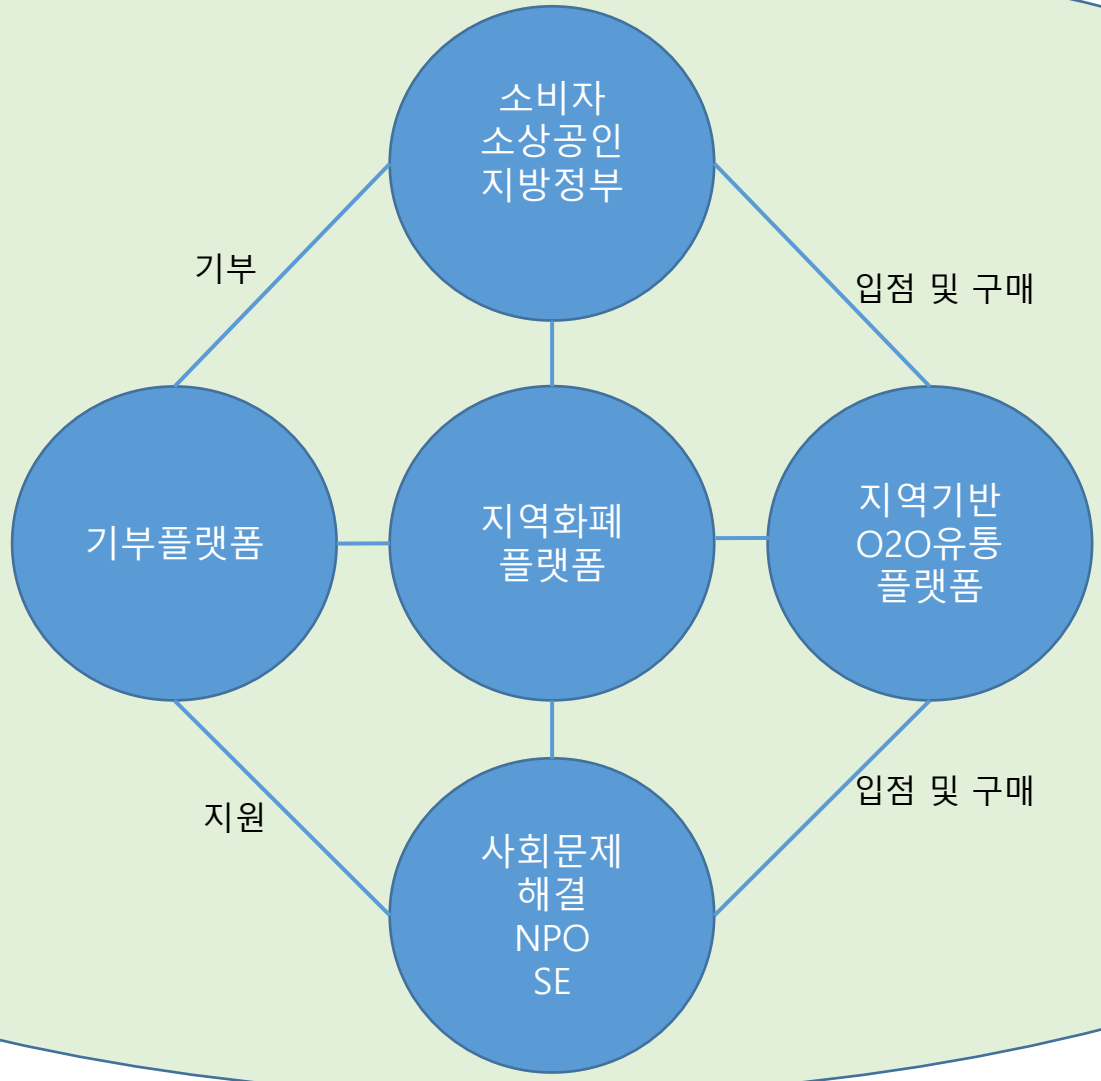 소비자
소상공인
지방정부
기부
입점 및 구매
기부플랫폼
지역화폐
플랫폼
지역기반
O2O유통
플랫폼
지원
입점 및 구매
사회문제
해결
NPO
SE